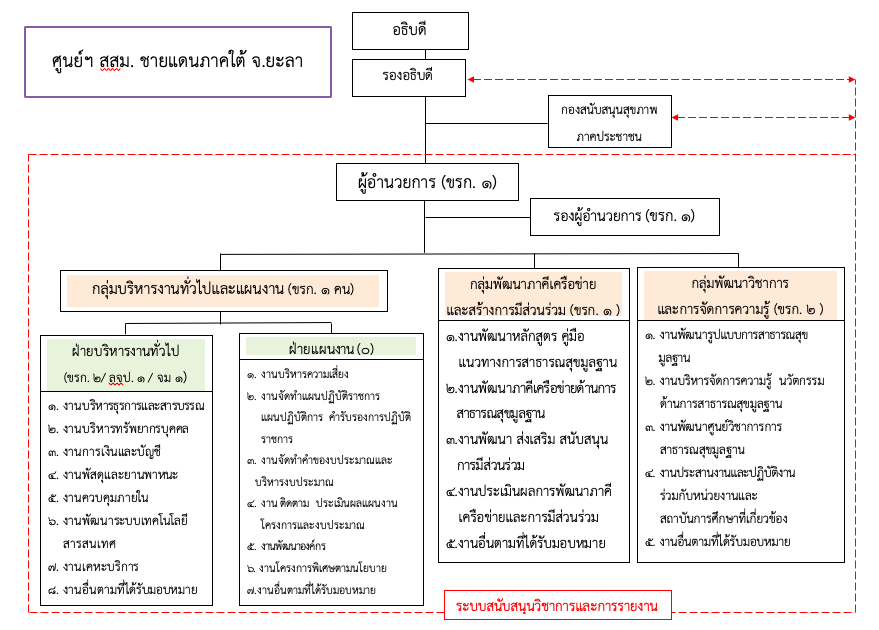 ศูนย์ฯ สสม. ชายแดนภาคใต้ จ.ยะลา
อธิบดี
รองอธิบดี
กองสนับสนุนสุขภาพ
ภาคประชาชน
ผู้อำนวยการ (ขรก. ๑)
รองผู้อำนวยการ (ขรก. ๑)
กลุ่มบริหารงานทั่วไปและแผนงาน (ขรก. ๑ คน)
ฝ่ายบริหารงานทั่วไป
(ขรก. ๒/ ลจป. ๑ / จม ๑)
๑. งานบริหารธุรการและสารบรรณ
๒. งานบริหารทรัพยากรบุคคล
๓. งานการเงินและบัญชี
๔. งานพัสดุและยานพาหนะ
๕. งานควบคุมภายใน
๖. งานพัฒนาระบบเทคโนโลยี
สารสนเทศ
๗. งานเคหะบริการ
๘. งานอื่นตามที่ได้รับมอบหมาย
ฝ่ายแผนงาน (๐)
๑. งานบริหารความเสี่ยง
๒. งานจัดทำแผนปฏิบัติราชการ
แผนปฏิบัติการ คำรับรองการปฏิบัติ
ราชการ
๓. งานจัดทำคำของบประมาณและ
บริหารงบประมาณ
๔. งาน ติดตาม ประเมินผลแผนงาน
โครงการและงบประมาณ
๕. งานพัฒนาองค์กร
๖. งานโครงการพิเศษตามนโยบาย
๗.งานอื่นตามที่ได้รับมอบหมาย
กลุ่มพัฒนาภาคีเครือข่าย
และสร้างการมีส่วนร่วม (ขรก. ๑ )
๑.งานพัฒนาหลักสูตร คู่มือ
แนวทางการสาธารณสุขมูลฐาน
๒.งานพัฒนาภาคีเครือข่ายด้านการ
สาธารณสุขมูลฐาน
๓.งานพัฒนา ส่งเสริม สนับสนุน
การมีส่วนร่วม
๔.งานประเมินผลการพัฒนาภาคี
เครือข่ายและการมีส่วนร่วม
๕.งานอื่นตามที่ได้รับมอบหมาย
กลุ่มพัฒนาวิชาการ
และการจัดการความรู้ (ขรก. ๒ )
๑. งานพัฒนารูปแบบการสาธารณสุข
มูลฐาน
๒. งานบริหารจัดการความรู้ นวัตกรรม
ด้านการสาธารณสุขมูลฐาน
๓. งานพัฒนาศูนย์วิชาการการ
สาธารณสุขมูลฐาน
๔. งานประสานงานและปฏิบัติงาน
ร่วมกับหน่วยงานและ
สถาบันการศึกษาที่เกี่ยวข้อง
๕. งานอื่นตามที่ได้รับมอบหมาย
ระบบสนับสนุนวิชาการและการรายงาน